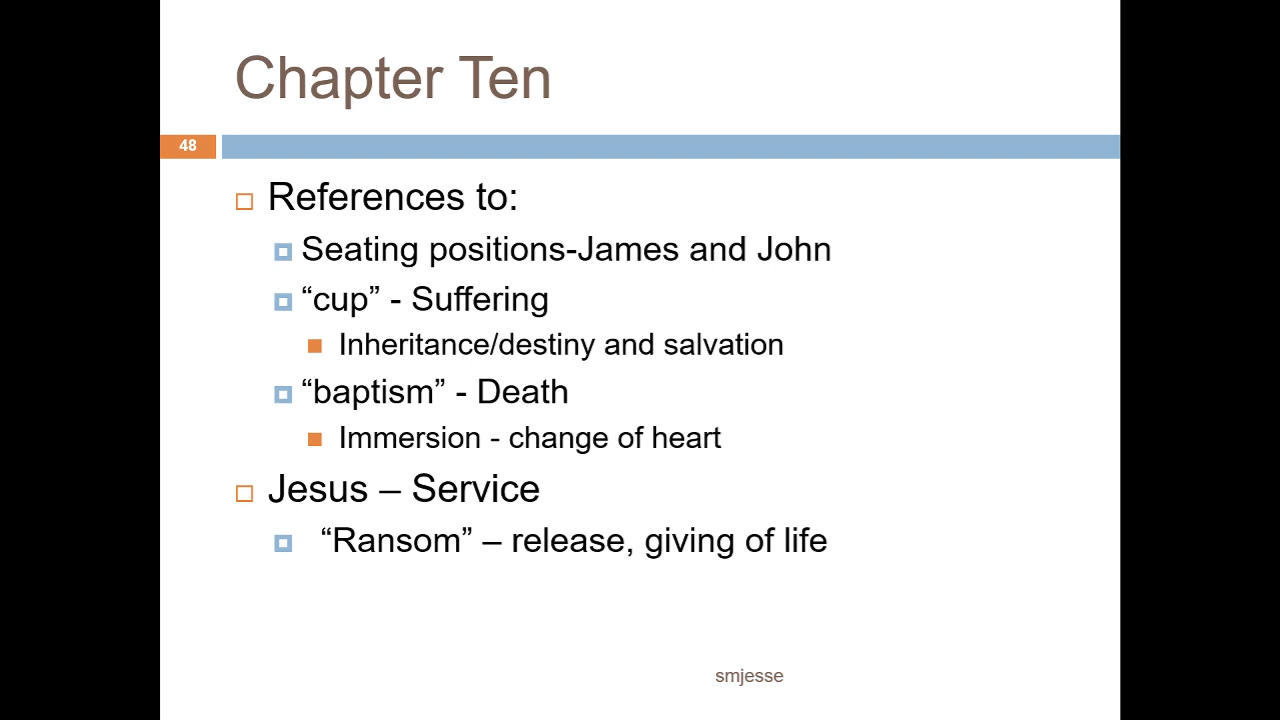 Chapter Ten
48
References to:
Seating positions-James and John
“cup” - Suffering
Inheritance/destiny and salvation
“baptism” - Death
Immersion - change of heart
Jesus – Service
“Ransom” – release, giving of life
smjesse